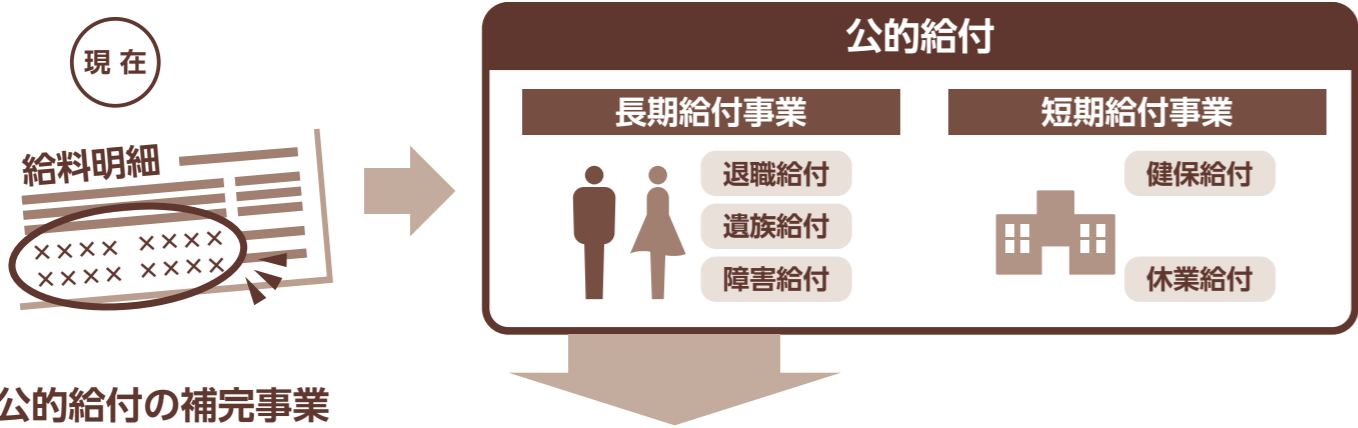 現在
給料明細
×××× ××××
×××× ××××
公的給付
長期給付事業
退職給付
遺族給付
障害給付
短期給付事業
健保給付
休業給付
公的給付の補完事業